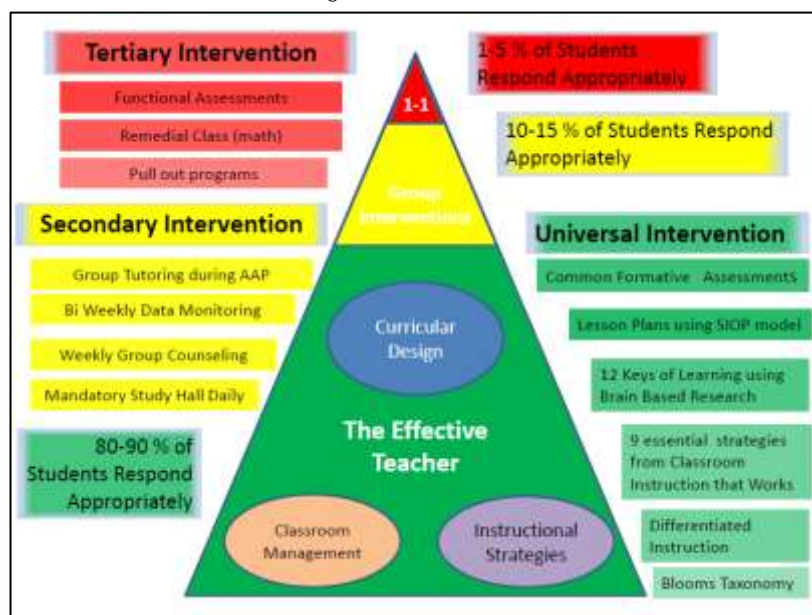 Tertiary Intervention
Functional Assessments
Remedial Class (math)
Pull out programs
1-5 % of Students
Respond Appropriately
1-1
10-15 % of Students Respond
Appropriately
Group
Interventions
Secondary Intervention
Group Tutoring during AAP
Bi Weekly Data Monitoring
Weekly Group Counseling
Mandatory Study Hall Daily
80-90 % of
Students Respond
Appropriately
Universal Intervention
Common Formative Assessments
Lesson Plans using SIOP model
12 Keys of Learning using
Brain Based Research
9 essential strategies
from Classroom
Instruction that Works
Differentiated
Instruction
Blooms Taxonomy
Curricular
Design
The Effective
Teacher
Classroom
Management
Instructional
Strategies